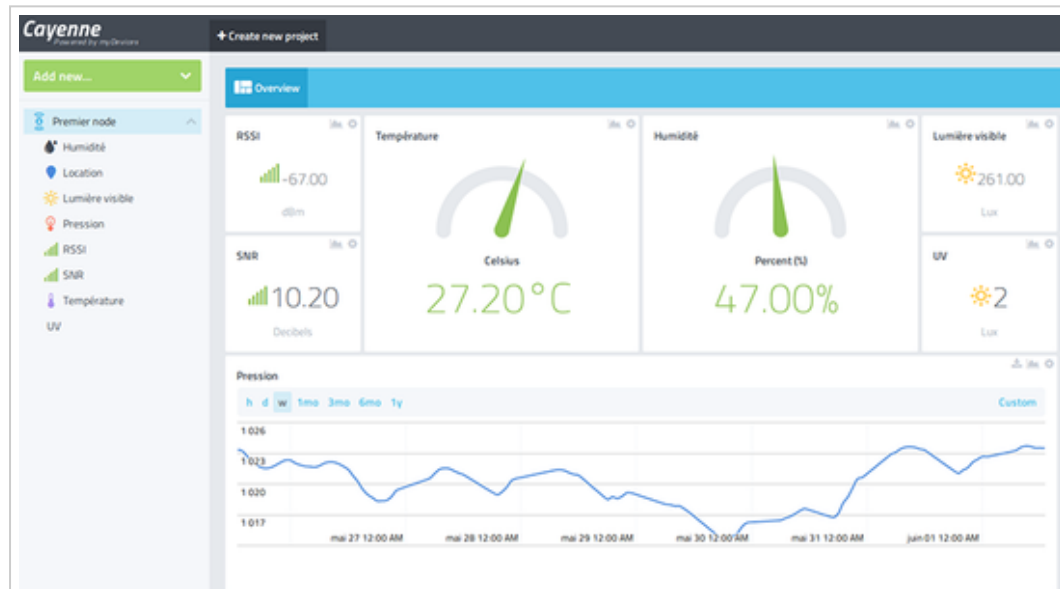 Cayenne
Powered by myDevices
+ Create new project
Add new...
Premier node
Humidité
Location
Lumière visible
Pression
RSSI
SNR
Température
UV
Overview
RSSI
-67.00
dBm
Température
Celsius
27.20°C
Humidité
Percent (%)
47.00%
Lumière visible
261.00
Lux
SNR
10.20
Decibels
UV
2
Lux
Pression
h d w 1mo 3mo 6mo 1y Custom
1 026
1 023
1 020
1 017
mai 27 12:00 AM mai 28 12:00 AM mai 29 12:00 AM mai 30 12:00 AM mai 31 12:00 AM juin 01 12:00 AM